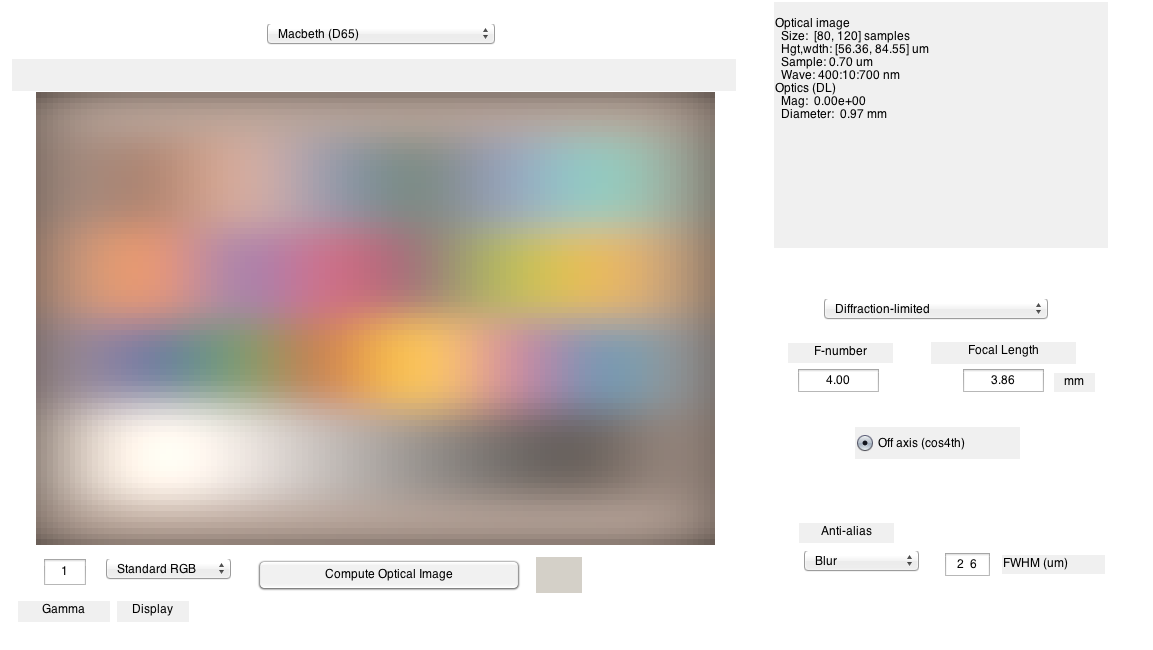 Macbeth (D65)
Optical image
Size: [80, 120] samples
Hgt,wdth: [56.36, 84.55] um
Sample: 0.70 um
Wave: 400:10:700 nm
Optics (DL)
Mag: 0.00e+00
Diameter: 0.97 mm
Diffraction-limited
F-number
Focal Length
4.00
3.86
mm
Off axis (cos4th)
Anti-alias
Blur
2 6
FWHM (um)
1
Standard RGB
Compute Optical Image
Gamma
Display